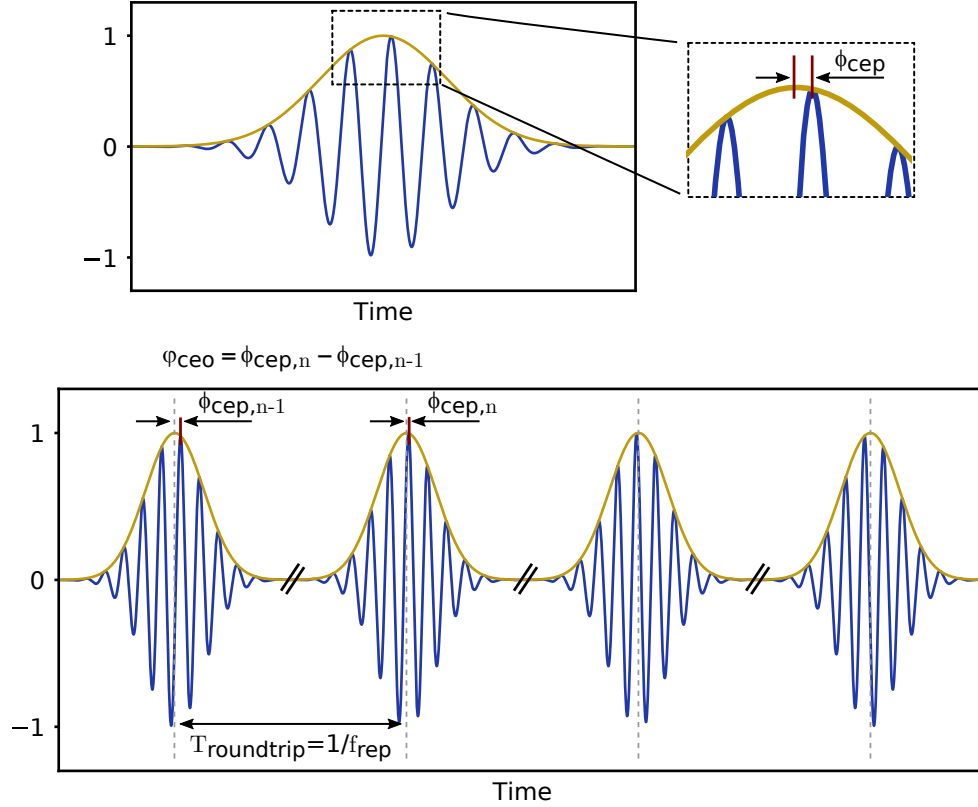 1
0
−1
Time
ϕcep
φceo = ϕcep,n − ϕcep,n-1
ϕcep,n-1
ϕcep,n
1
0
−1
Troundtrip=1/frep
Time